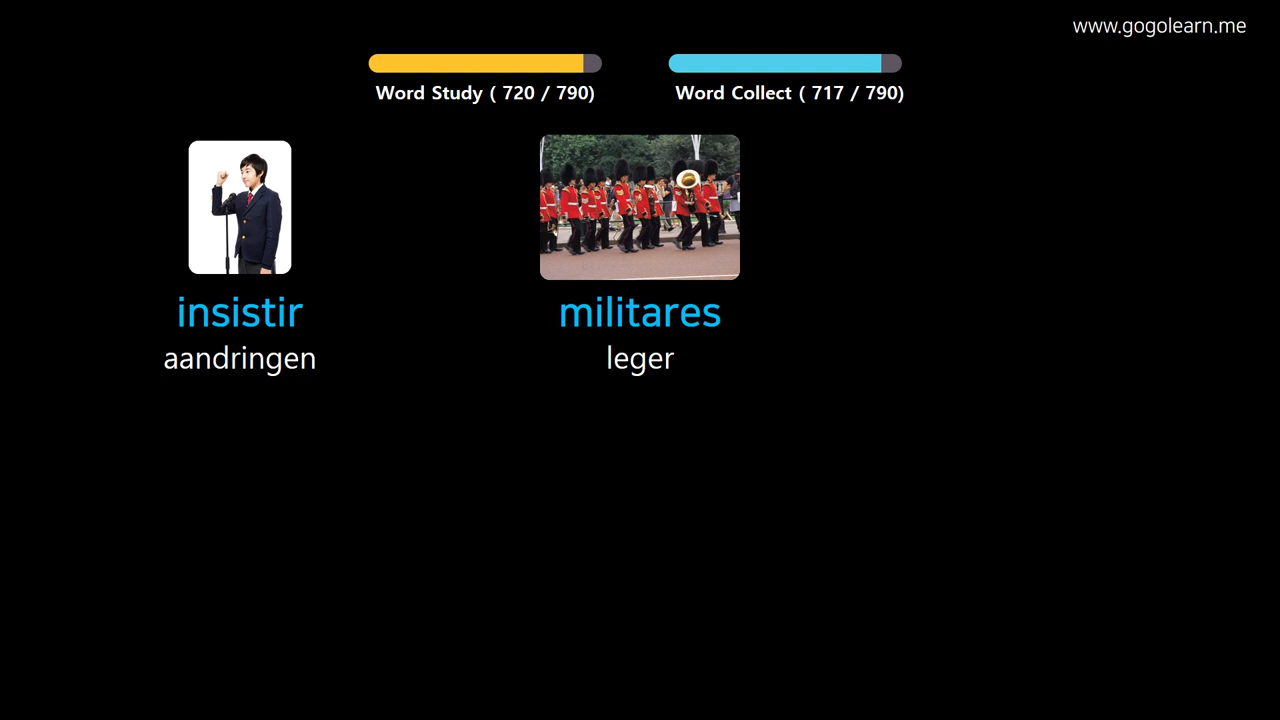 www.gogolearn.me
Word Study ( 720 / 790)
Word Collect ( 717 / 790)
insistir
aandringen
militares
leger